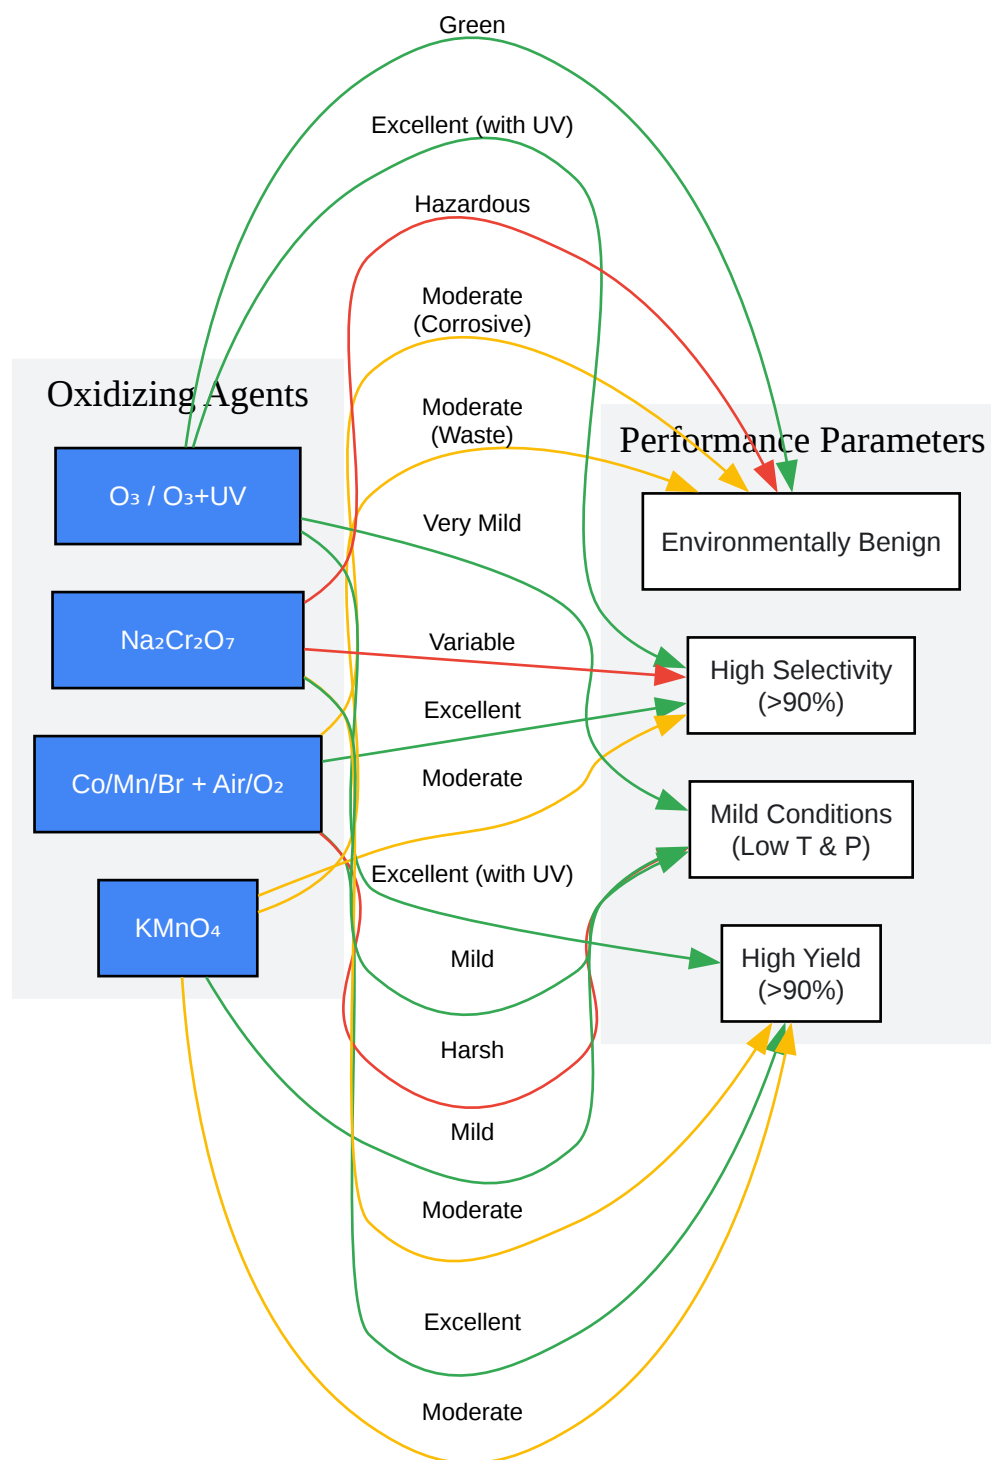 Green
Excellent (with UV)
Hazardous
Moderate
(Corrosive)
Moderate
(Waste)
Very Mild
Variable
Excellent
Moderate
Excellent (with UV)
Mild
Harsh
Mild
Moderate
Excellent
Moderate
Oxidizing Agents
O₃ / O₃+UV
Na₂Cr₂O₇
Co/Mn/Br + Air/O₂
KMnO₄
Performance Parameters
Environmentally Benign
High Selectivity
(>90%)
Mild Conditions
(Low T & P)
High Yield
(>90%)